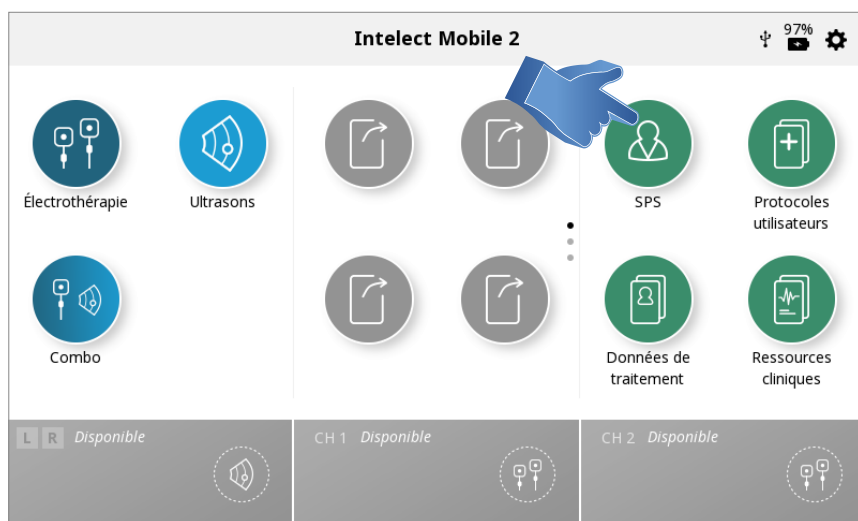 Intelect Mobile 2
97%
Électrothérapie
Ultrasons
SPS
Protocoles
utilisateurs
Combo
Données de
traitement
Ressources
cliniques
L R Disponible
CH 1 Disponible
CH 2 Disponible